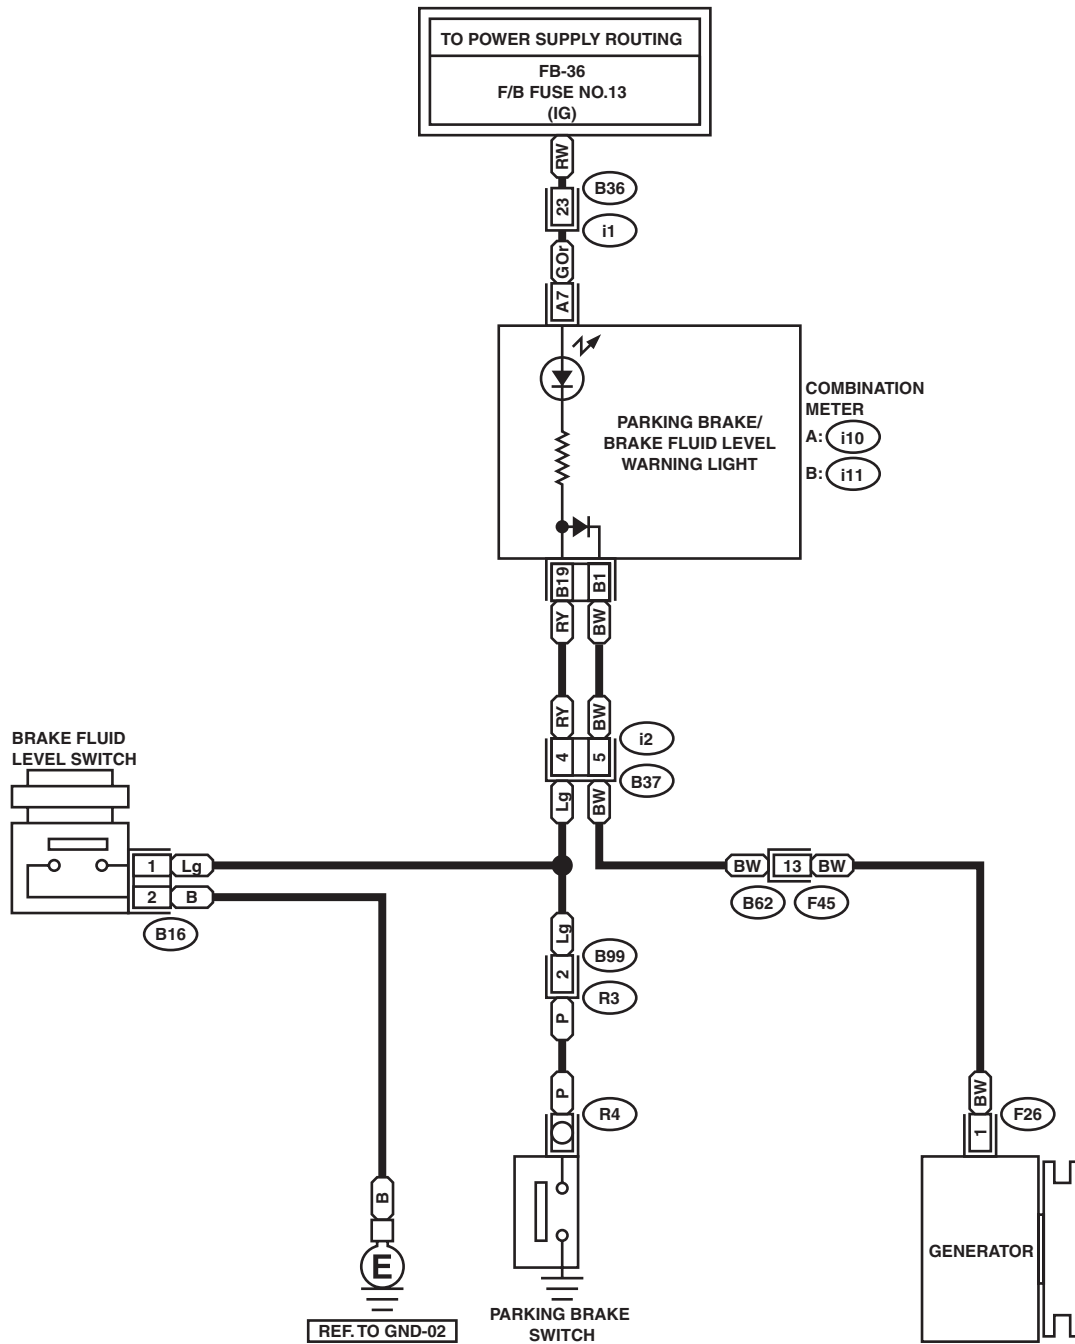 TO POWER SUPPLY ROUTING
FB-36
F/B FUSE NO.13
(IG)
RW
B36
23
i1
GOr
A7
COMBINATION
METER
A: i10
B: i11
PARKING BRAKE/
BRAKE FLUID LEVEL
WARNING LIGHT
B19
B1
RY
BW
RY
BW
4
5
i2
B37
Lg
BW
BRAKE FLUID
LEVEL SWITCH
1
Lg
2
B
B16
BW
13
BW
B62
F45
Lg
B99
2
R3
P
P
R4
BW
F26
1
B
E
REF. TO GND-02
PARKING BRAKE
SWITCH
GENERATOR